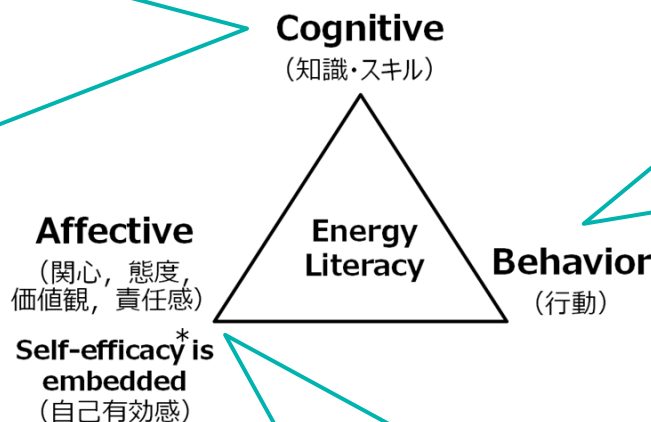 Cognitive
（知識・スキル）
Energy
Literacy
Affective
（関心，態度，
価値観，責任感）
Self-efficacy* is
embedded
（自己有効感）
Behavior
（行動）